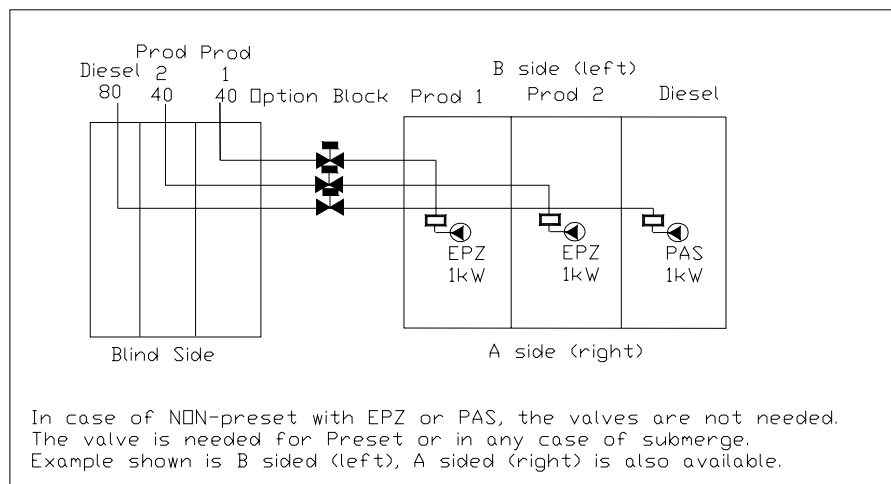 Prod Prod
Diesel 2 1
80 40 40 Option Block
B side (left)
Prod 1 Prod 2 Diesel
EPZ EPZ PAS
1kW 1kW 1kW
Blind Side
A side (right)
In case of NON-preset with EPZ or PAS, the valves are not needed.
The valve is needed for Preset or in any case of submerge.
Example shown is B sided (left), A sided (right) is also available.